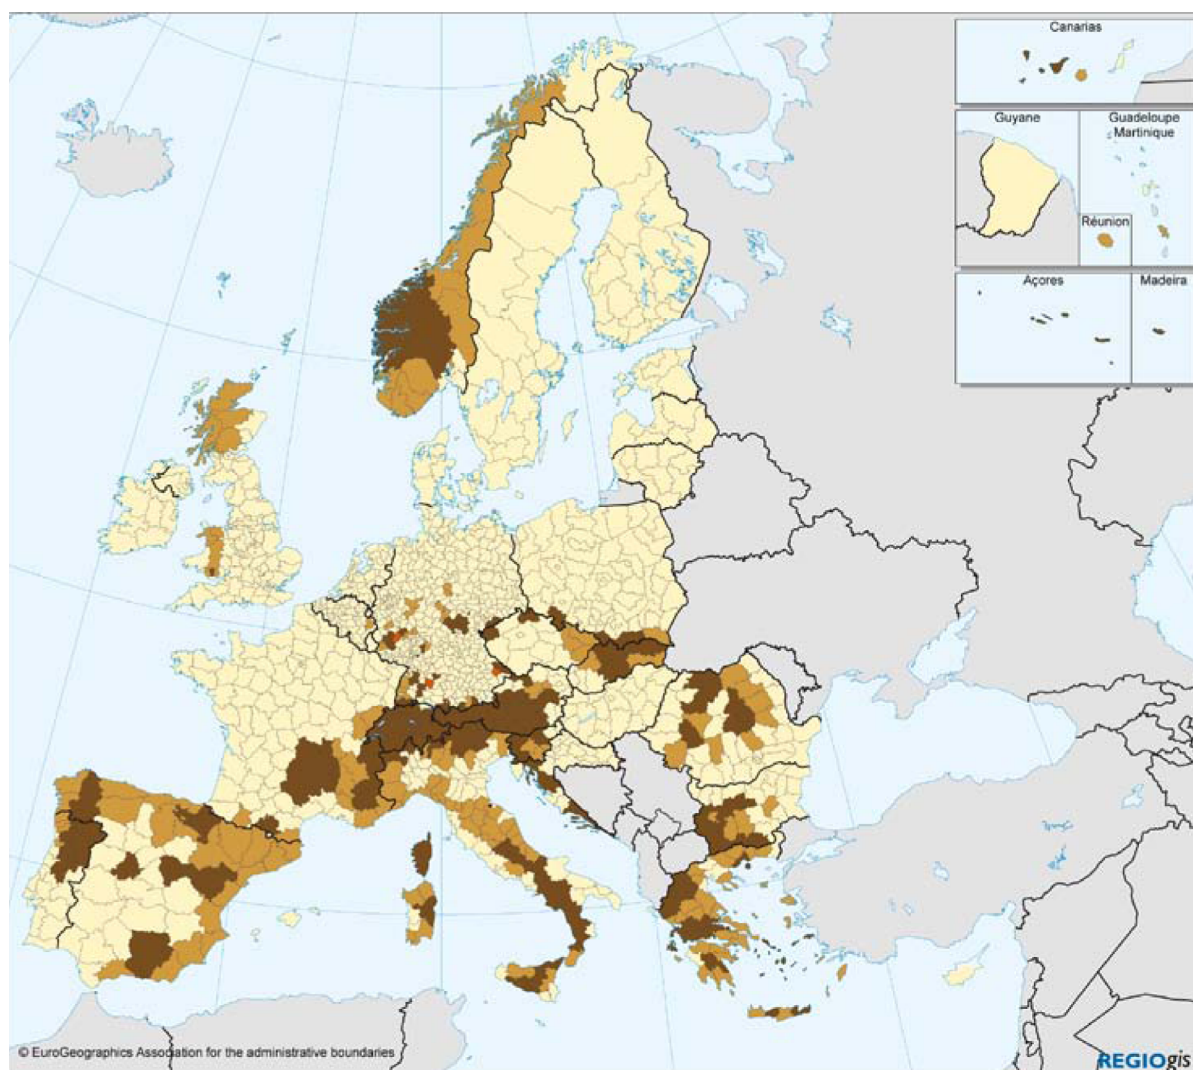 Canarias
Guyane
Guadeloupe
Martinique
Réunion
Açores
Madeira
© EuroGeographics Association for the administrative boundaries
REGIOgis